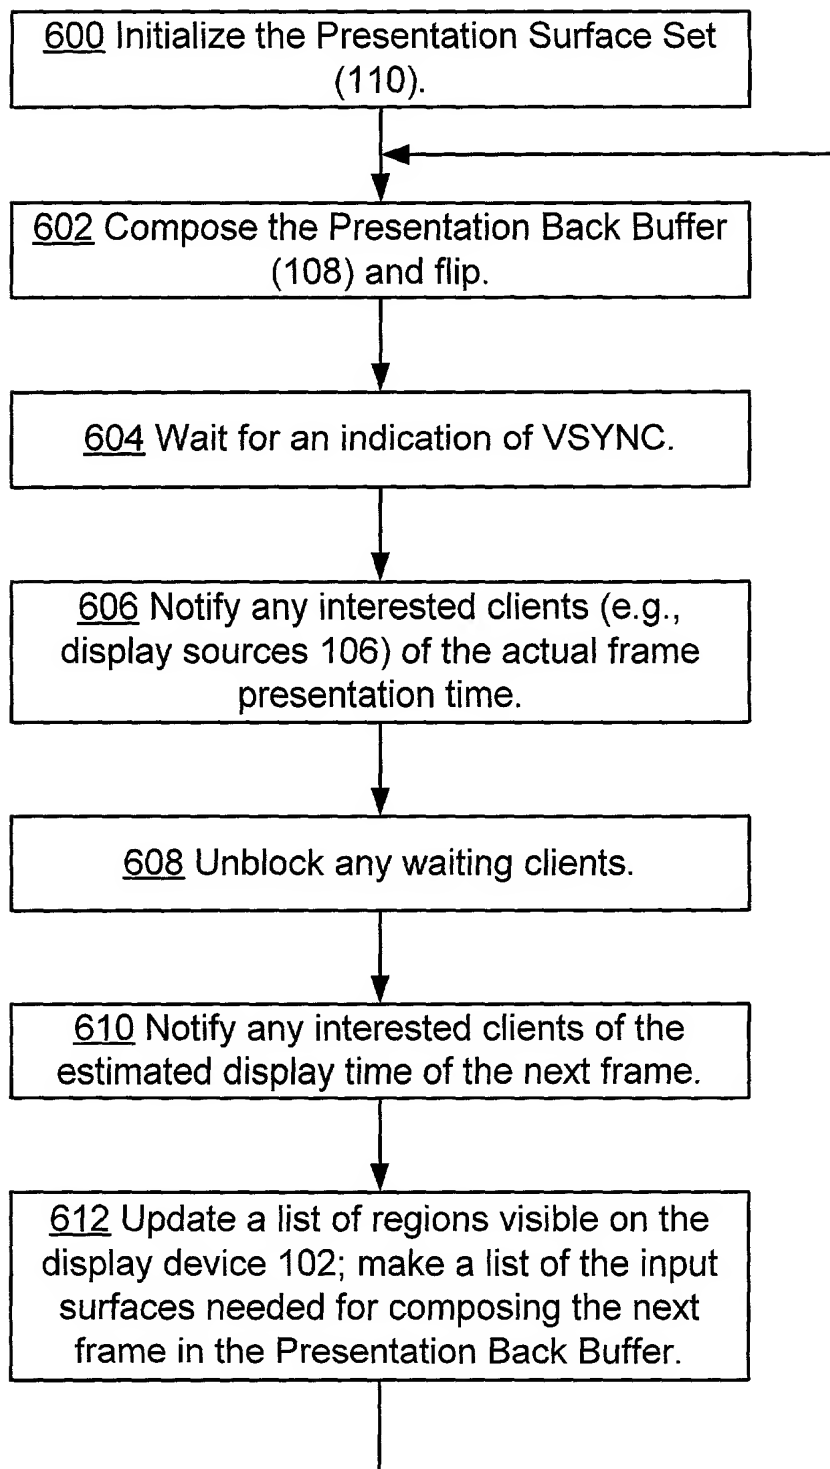 600 Initialize the Presentation Surface Set
(110).
602 Compose the Presentation Back Buffer
(108) and flip.
604 Wait for an indication of VSYNC.
606 Notify any interested clients (e.g.,
display sources 106) of the actual frame
presentation time.
608 Unblock any waiting clients.
610 Notify any interested clients of the
estimated display time of the next frame.
612 Update a list of regions visible on the
display device 102; make a list of the input
surfaces needed for composing the next
frame in the Presentation Back Buffer.